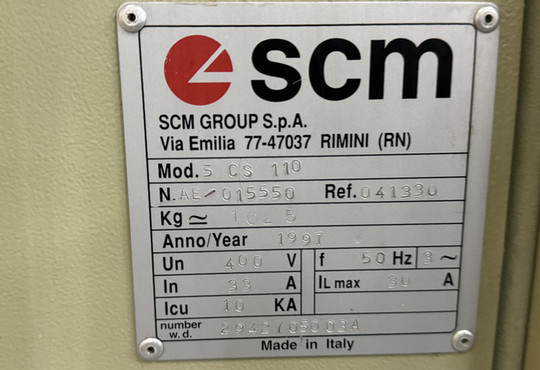 scm
SCM GROUP S.p.A.
Via Emilia 77-47037 RIMINI (RN)
Mod. S CS 110
N. AE/015550 Ref. 041330
Kg ≃
Anno/Year 1997
Un 400 V f 50 Hz 3 ~
In 33 A IL max 30 A
Icu 10 KA
number
w.d.
Made in Italy